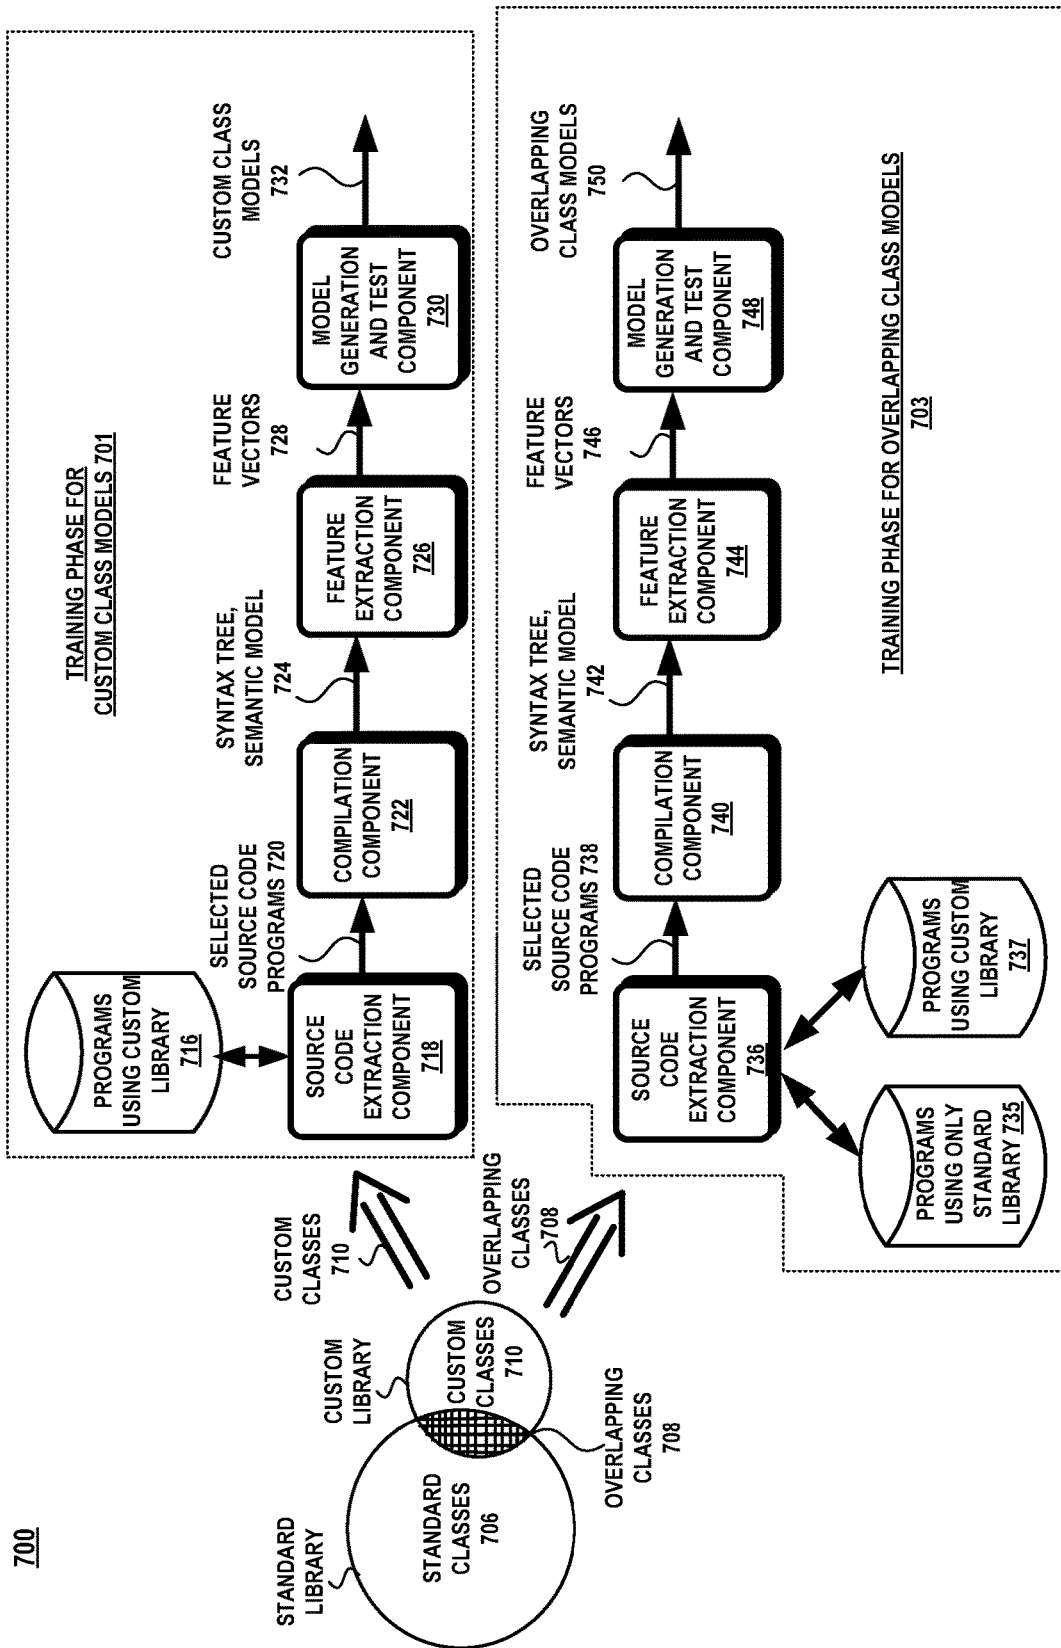 700
STANDARD
LIBRARY
CUSTOM
LIBRARY
STANDARD
CLASSES
706
CUSTOM
CLASSES
710
OVERLAPPING
CLASSES
708
CUSTOM
CLASSES
710
OVERLAPPING
CLASSES
708
TRAINING PHASE FOR
CUSTOM CLASS MODELS 701
PROGRAMS
USING CUSTOM
LIBRARY
716
SOURCE
CODE
EXTRACTION
COMPONENT
718
SELECTED
SOURCE CODE
PROGRAMS 720
COMPILATION
COMPONENT
722
SYNTAX TREE,
SEMANTIC MODEL
724
FEATURE
EXTRACTION
COMPONENT
726
FEATURE
VECTORS
728
MODEL
GENERATION
AND TEST
COMPONENT
730
CUSTOM CLASS
MODELS
732
SOURCE
CODE
EXTRACTION
COMPONENT
736
SELECTED
SOURCE CODE
PROGRAMS 738
COMPILATION
COMPONENT
740
SYNTAX TREE,
SEMANTIC MODEL
742
FEATURE
EXTRACTION
COMPONENT
744
FEATURE
VECTORS
746
MODEL
GENERATION
AND TEST
COMPONENT
748
OVERLAPPING
CLASS MODELS
750
PROGRAMS
USING ONLY
STANDARD
LIBRARY 735
PROGRAMS
USING CUSTOM
LIBRARY
737
TRAINING PHASE FOR OVERLAPPING CLASS MODELS
703